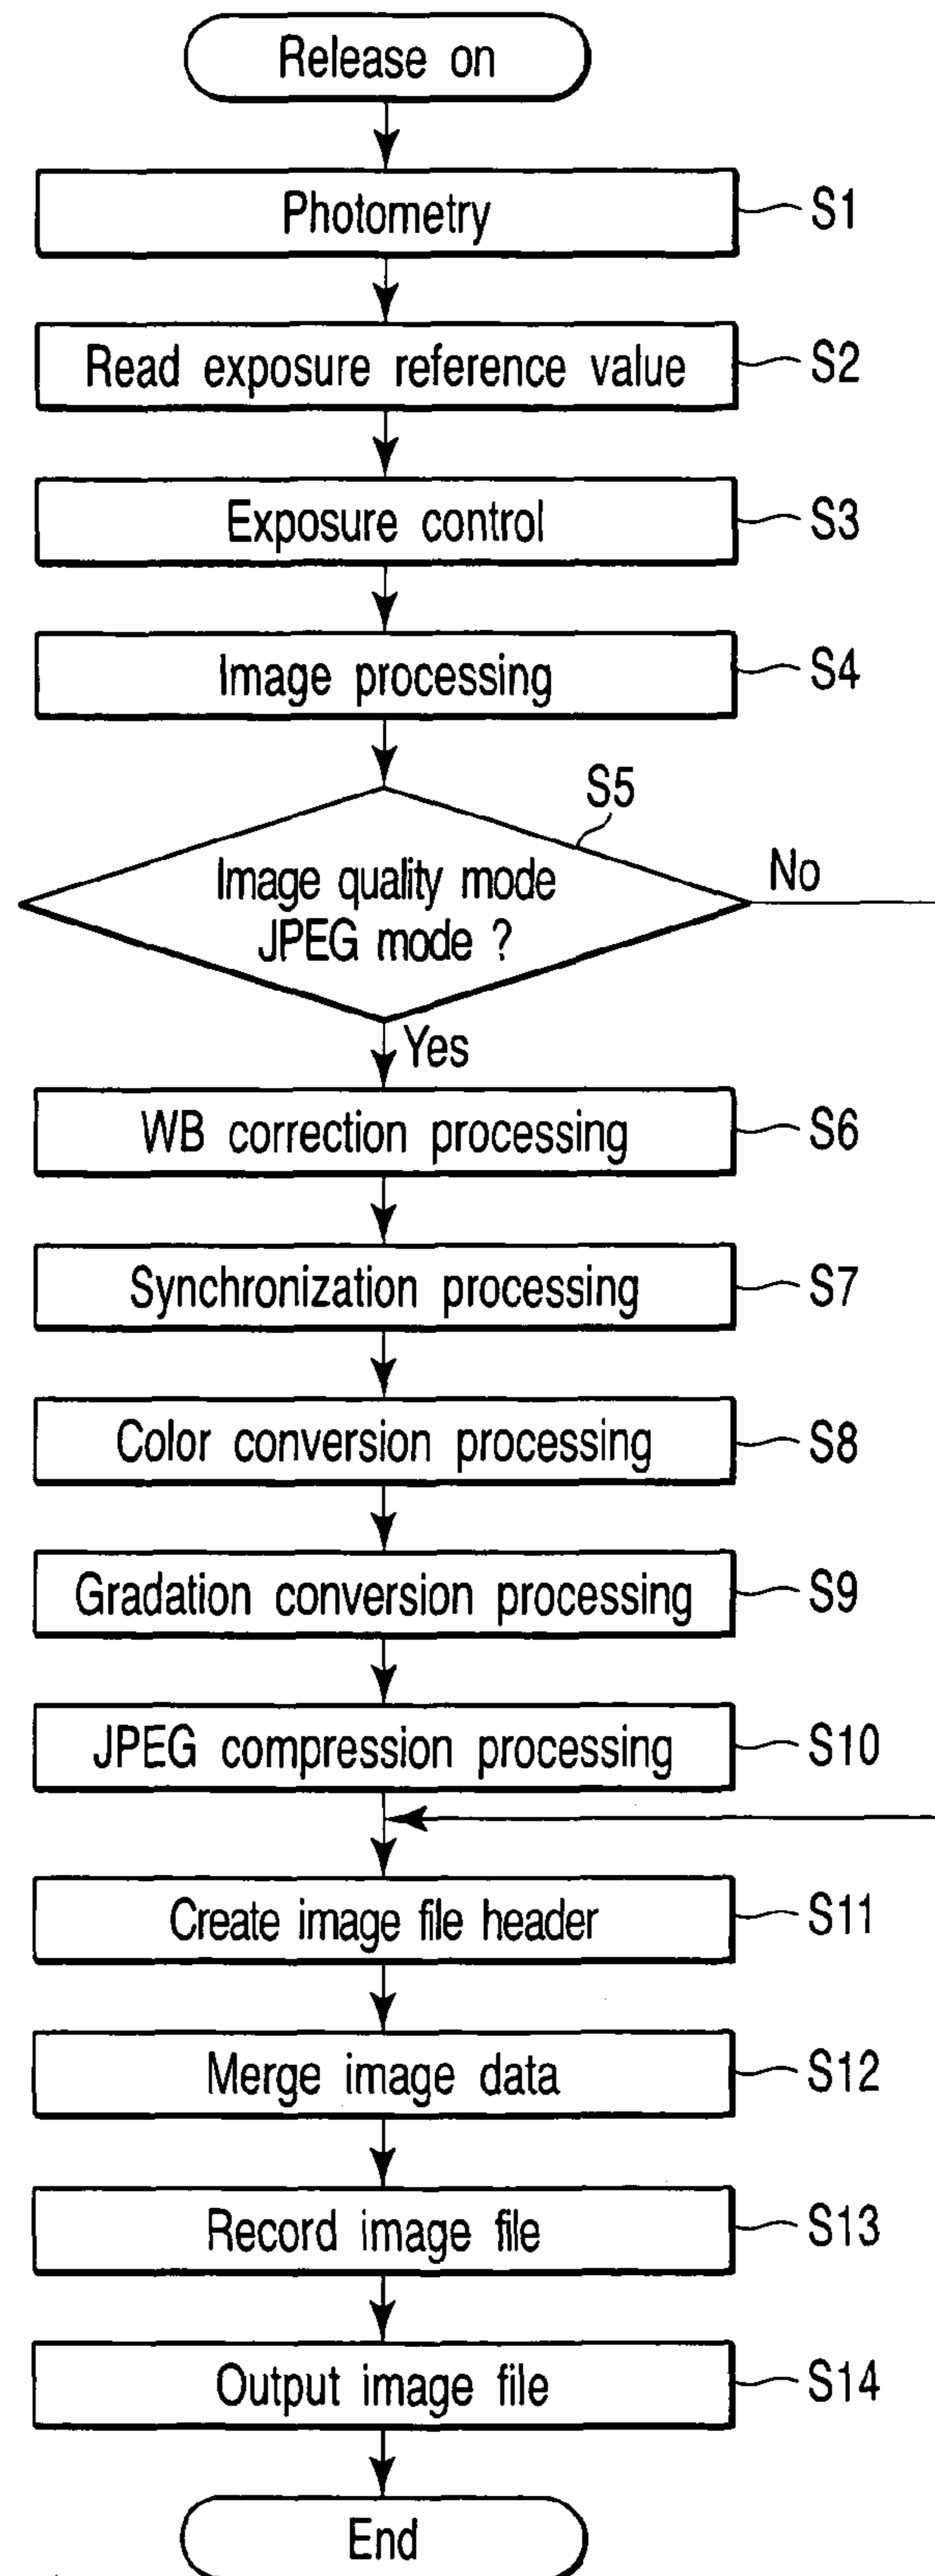 Release on
Photometry
S1
Read exposure reference value
S2
Exposure control
S3
Image processing
S4
S5
Image quality mode
JPEG mode ?
No
Yes
WB correction processing
S6
Synchronization processing
S7
Color conversion processing
S8
Gradation conversion processing
S9
JPEG compression processing
S10
Create image file header
S11
Merge image data
S12
Record image file
S13
Output image file
S14
End